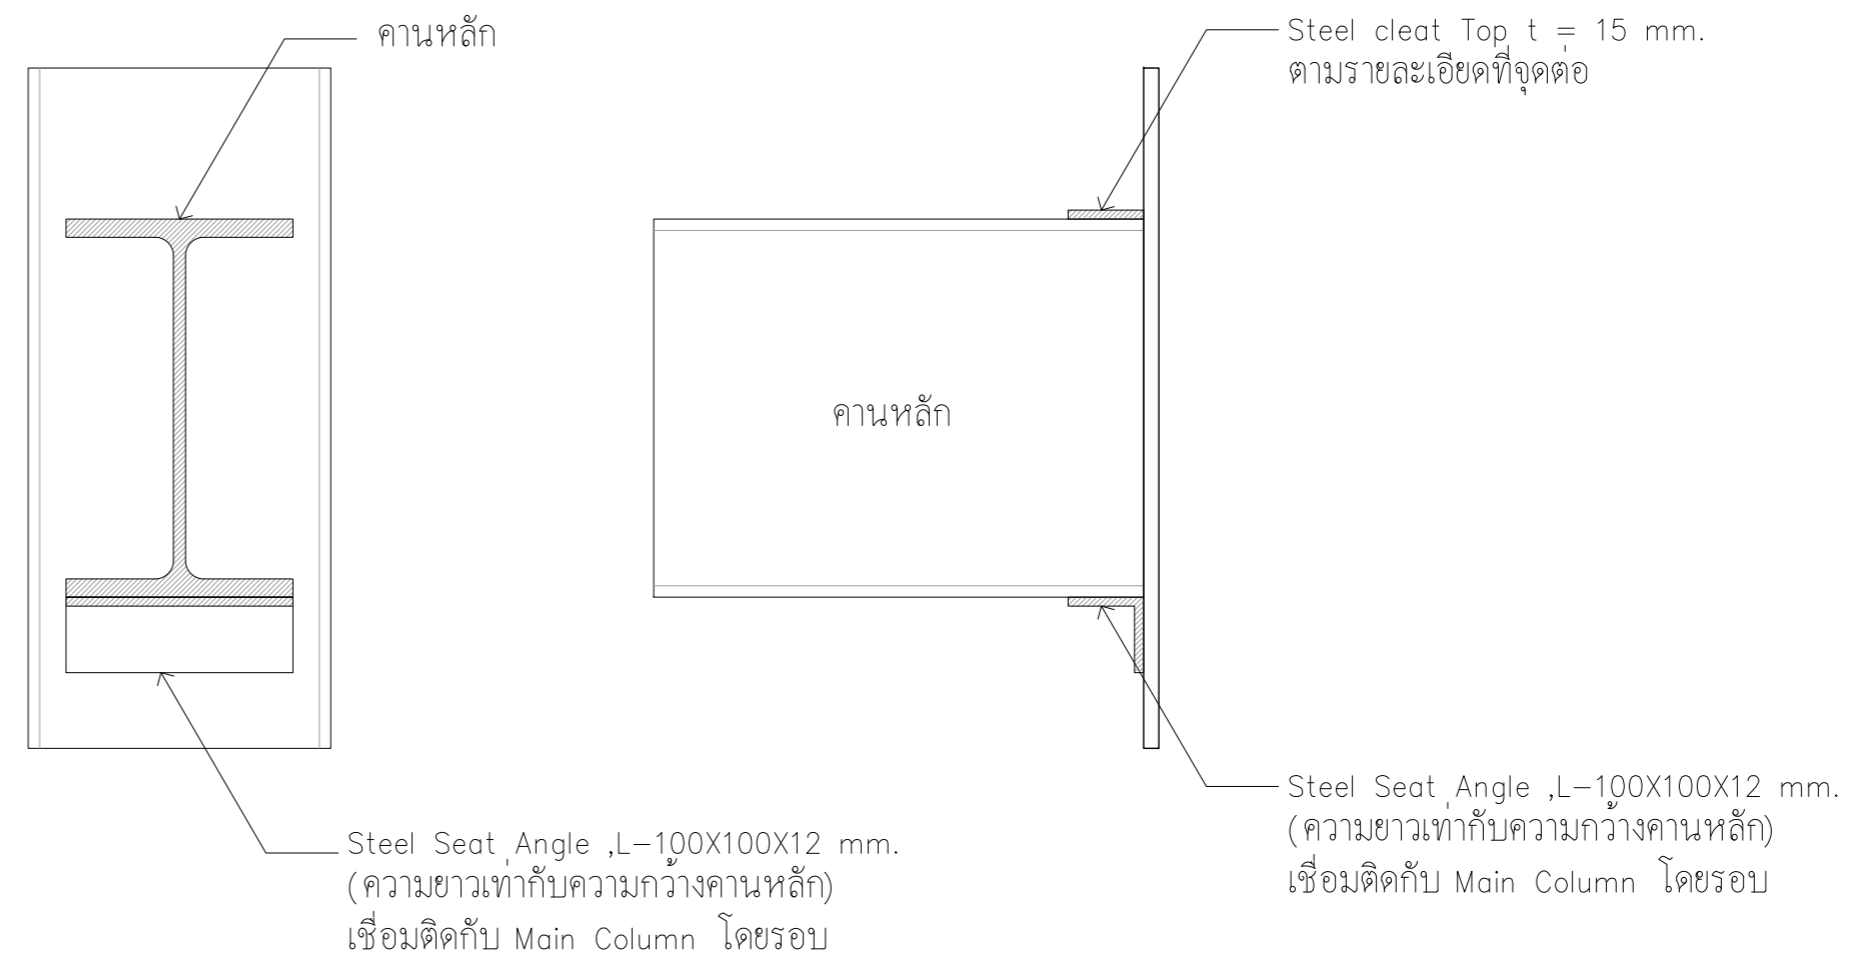 คานหลัก
Steel cleat Top t = 15 mm.
ตามรายละเอียดที่จุดต่อ
คานหลัก
Steel Seat Angle ,L-100X100X12 mm.
(ความยาวเท่ากับความกว้างคานหลัก)
เชื่อมติดกับ Main Column โดยรอบ
Steel Seat Angle ,L-100X100X12 mm.
(ความยาวเท่ากับความกว้างคานหลัก)
เชื่อมติดกับ Main Column โดยรอบ